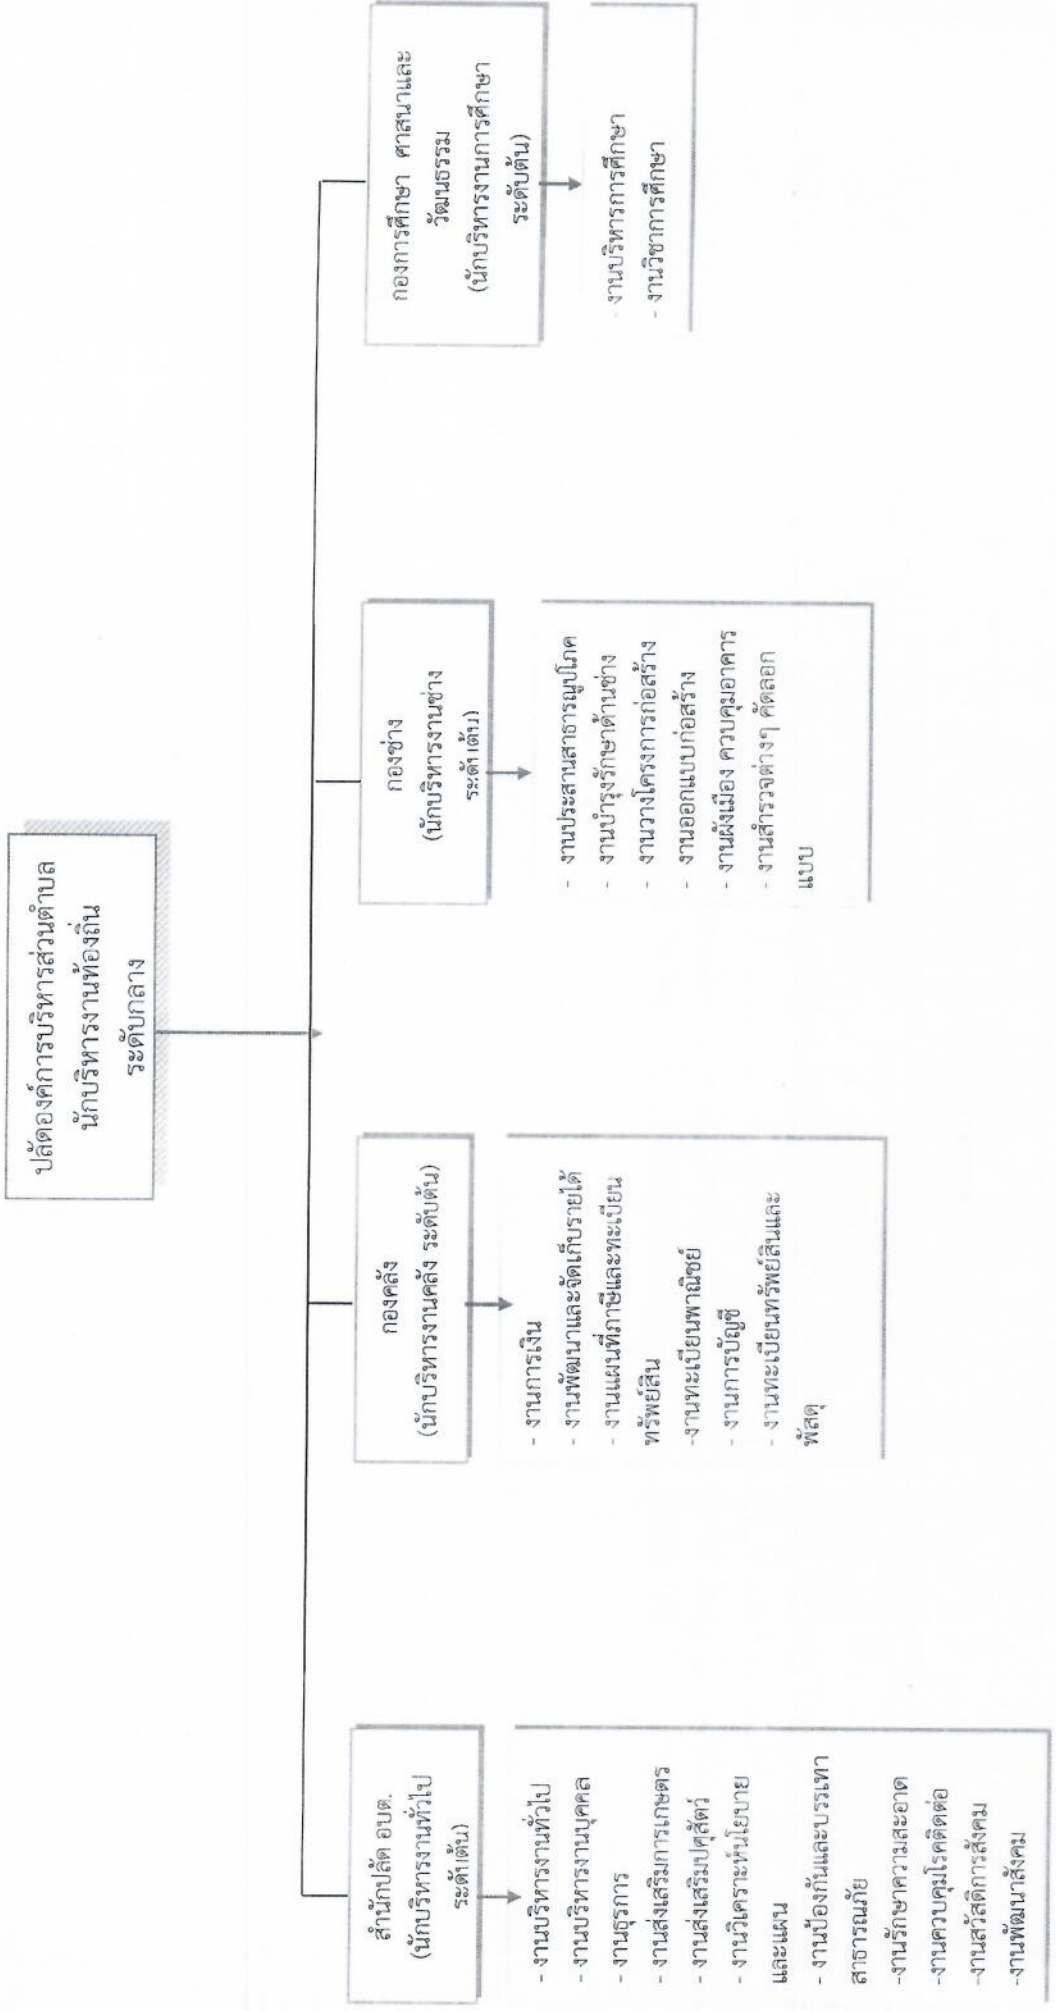 ปลัดองค์การบริหารส่วนตำบล
นักบริหารงานท้องถิ่น
ระดับกลาง
สำนักปลัด อบต.
(นักบริหารงานทั่วไป
ระดับต้น)
- งานบริหารงานทั่วไป
- งานบริหารงานบุคคล
- งานธุรการ
- งานส่งเสริมการเกษตร
- งานส่งเสริมปศุสัตว์
- งานวิเคราะห์นโยบาย
และแผน
- งานป้องกันและบรรเทา
สาธารณภัย
-งานรักษาความสะอาด
-งานควบคุมโรคติดต่อ
-งานสวัสดิการสังคม
-งานพัฒนาสังคม
กองคลัง
(นักบริหารงานคลัง ระดับต้น)
- งานการเงิน
- งานพัฒนาและจัดเก็บรายได้
- งานแผนที่ภาษีและทะเบียน
ทรัพย์สิน
-งานทะเบียนพาณิชย์
- งานการบัญชี
- งานทะเบียนทรัพย์สินและ
พัสดุ
กองช่าง
(นักบริหารงานช่าง
ระดับต้น)
- งานประสานสาธารณูปโภค
- งานบำรุงรักษาด้านช่าง
- งานวางโครงการก่อสร้าง
- งานออกแบบก่อสร้าง
- งานผังเมือง ควบคุมอาคาร
- งานสำรวจต่างๆ คัดลอก
แบบ
กองการศึกษา ศาสนาและ
วัฒนธรรม
(นักบริหารงานการศึกษา
ระดับต้น)
- งานบริหารการศึกษา
- งานวิชาการศึกษา